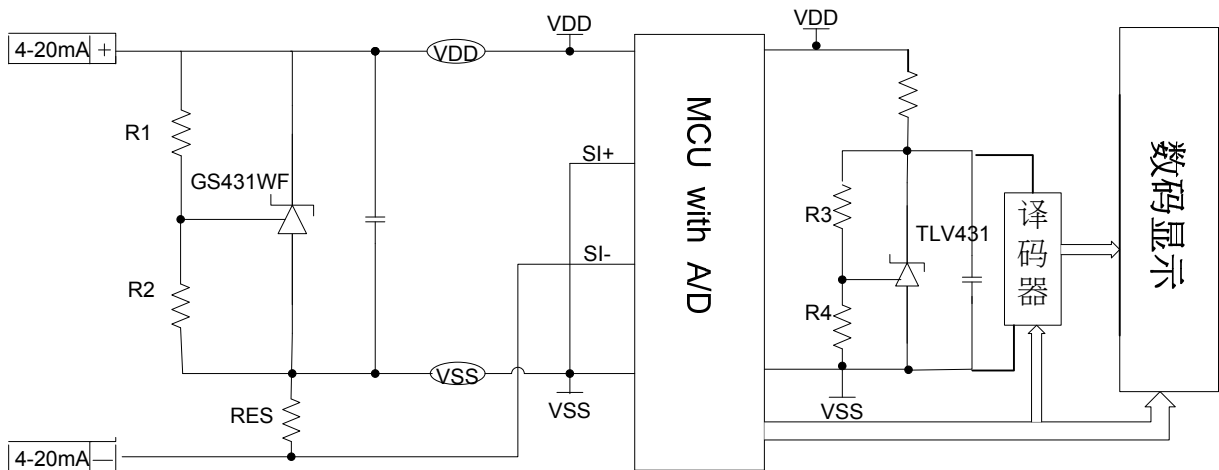 4-20mA +
R1
R2
GS431WF
RES
4-20mA —
VDD
VSS
VDD
SI+
SI-
VSS
MCU with A/D
VDD
R3
R4
TLV431
VSS
译码器
数码显示